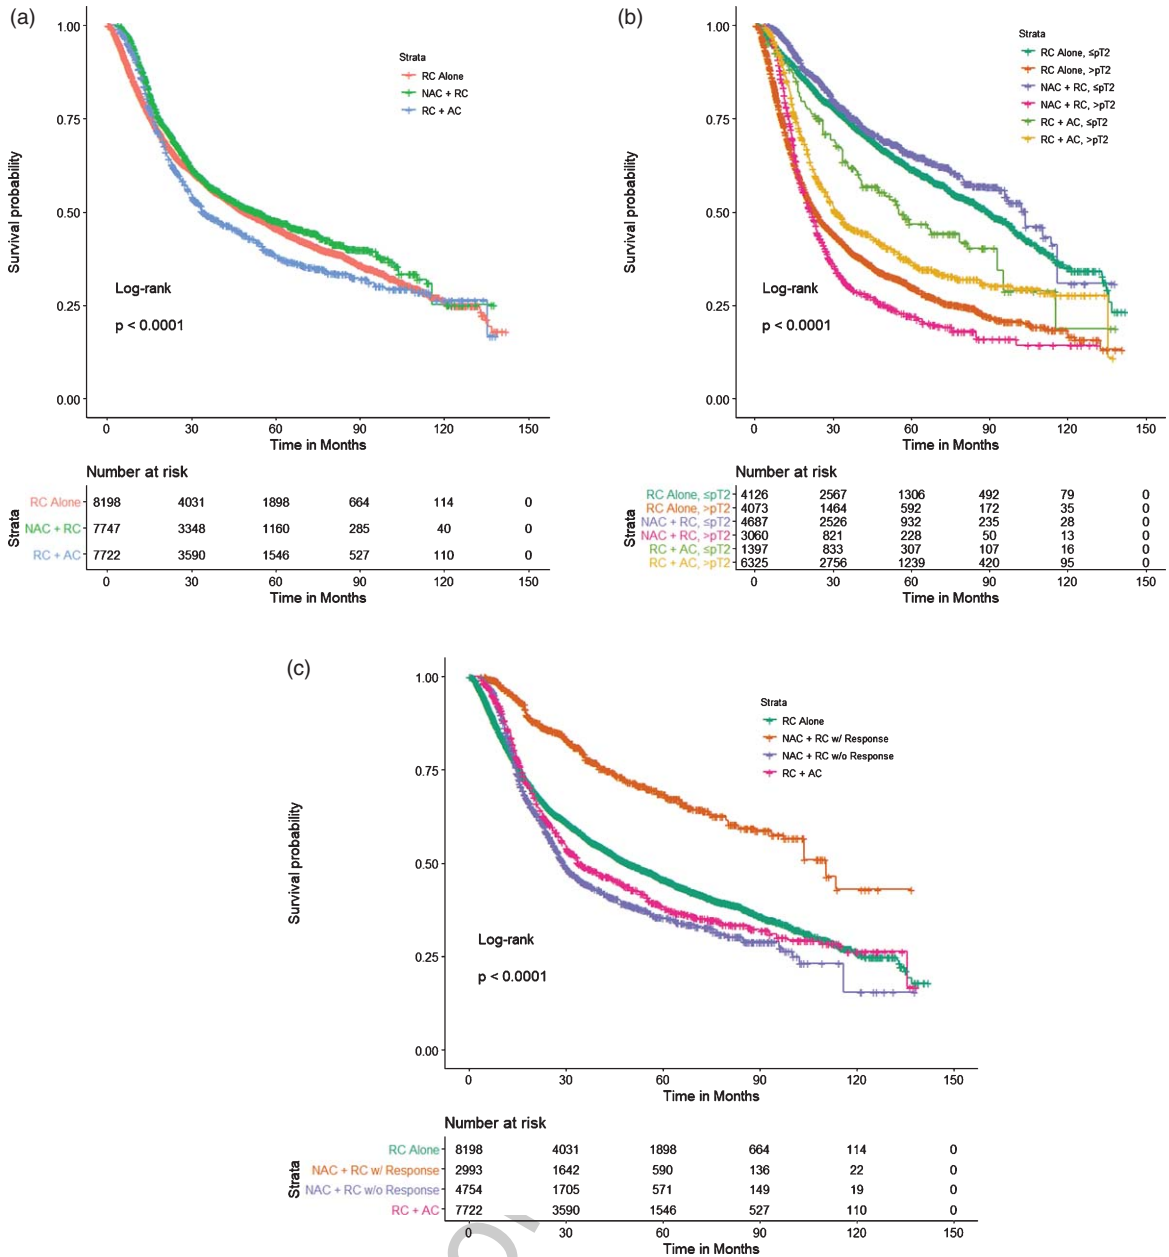 (a)
1.00
0.75
0.50
0.25
0.00
Survival probability
Strata
RC Alone
NAC + RC
RC + AC
Log-rank
p < 0.0001
0 30 60 90 120 150
Time in Months
Number at risk
Strata
RC Alone 8198 4031 1898 664 114 0
NAC + RC 7747 3348 1160 285 40 0
RC + AC 7722 3590 1546 527 110 0
0 30 60 90 120 150
Time in Months
(b)
1.00
0.75
0.50
0.25
0.00
Survival probability
Strata
RC Alone, ≤pT2
RC Alone, >pT2
NAC + RC, ≤pT2
NAC + RC, >pT2
RC + AC, ≤pT2
RC + AC, >pT2
Log-rank
p < 0.0001
0 30 60 90 120 150
Time in Months
Number at risk
Strata
RC Alone, ≤pT2 4126 2567 1306 492 79 0
RC Alone, >pT2 4073 1464 592 172 35 0
NAC + RC, ≤pT2 4687 2526 932 235 28 0
NAC + RC, >pT2 3060 821 228 50 13 0
RC + AC, ≤pT2 1397 833 307 107 16 0
RC + AC, >pT2 6325 2756 1239 420 95 0
0 30 60 90 120 150
Time in Months
(c)
1.00
0.75
0.50
0.25
0.00
Survival probability
Strata
RC Alone
NAC + RC w/ Response
NAC + RC w/o Response
RC + AC
Log-rank
p < 0.0001
0 30 60 90 120 150
Time in Months
Number at risk
Strata
RC Alone 8198 4031 1898 664 114 0
NAC + RC w/ Response 2993 1642 590 136 22 0
NAC + RC w/o Response 4754 1705 571 149 19 0
RC + AC 7722 3590 1546 527 110 0
0 30 60 90 120 150
Time in Months